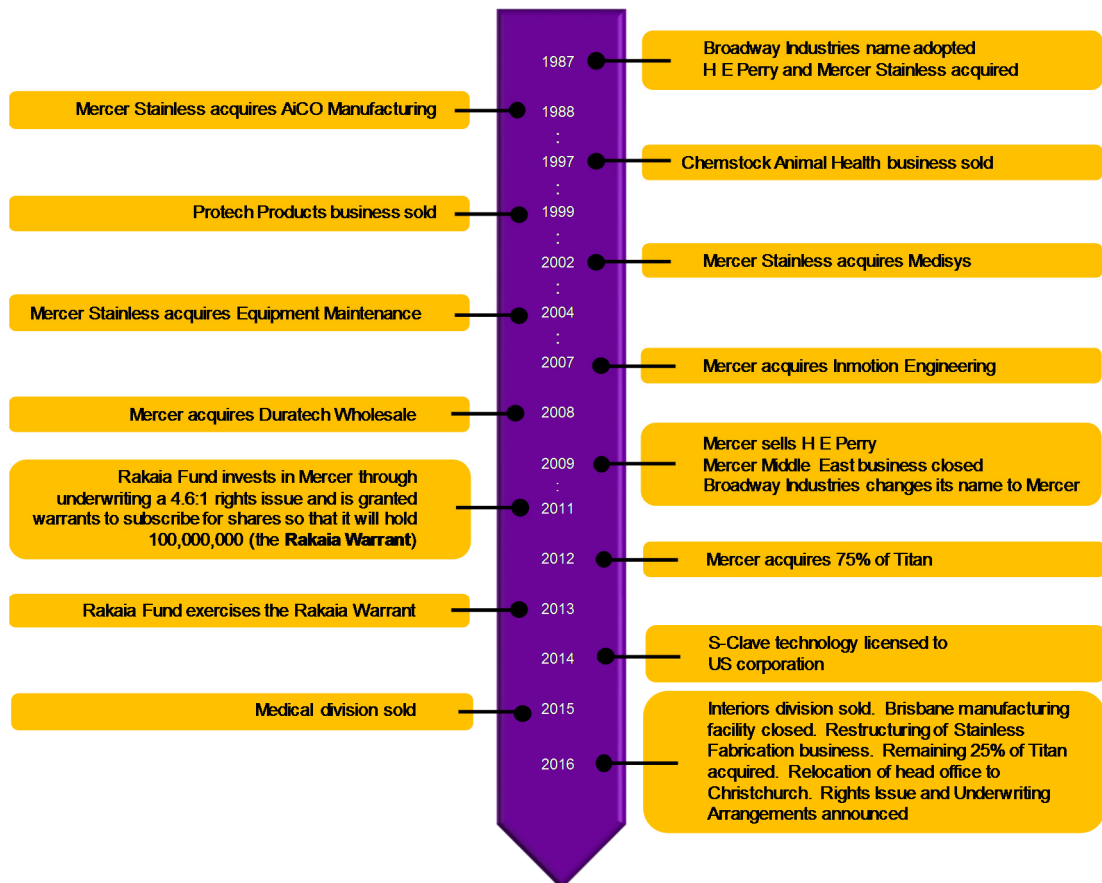 1987
Broadway Industries name adopted
H E Perry and Mercer Stainless acquired
Mercer Stainless acquires AiCO Manufacturing
1988
:
1997
Chemstock Animal Health business sold
:
Protech Products business sold
1999
:
2002
Mercer Stainless acquires Medisys
:
Mercer Stainless acquires Equipment Maintenance
2004
:
2007
Mercer acquires Inmotion Engineering
Mercer acquires Duratech Wholesale
2008
2009
Mercer sells H E Perry
Mercer Middle East business closed
Broadway Industries changes its name to Mercer
:
Rakaia Fund invests in Mercer through
underwriting a 4.6:1 rights issue and is granted
warrants to subscribe for shares so that it will hold
100,000,000 (the Rakaia Warrant)
2011
2012
Mercer acquires 75% of Titan
Rakaia Fund exercises the Rakaia Warrant
2013
2014
S-Clave technology licensed to
US corporation
Medical division sold
2015
2016
Interiors division sold. Brisbane manufacturing
facility closed. Restructuring of Stainless
Fabrication business. Remaining 25% of Titan
acquired. Relocation of head office to
Christchurch. Rights Issue and Underwriting
Arrangements announced